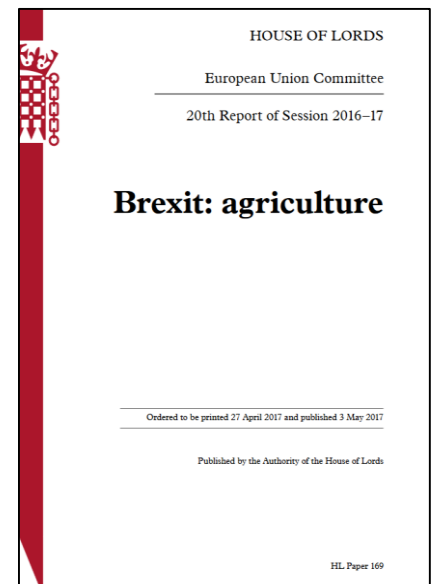 HOUSE OF LORDS
European Union Committee
20th Report of Session 2016–17
Brexit: agriculture
Ordered to be printed 27 April 2017 and published 3 May 2017
Published by the Authority of the House of Lords
HL Paper 169